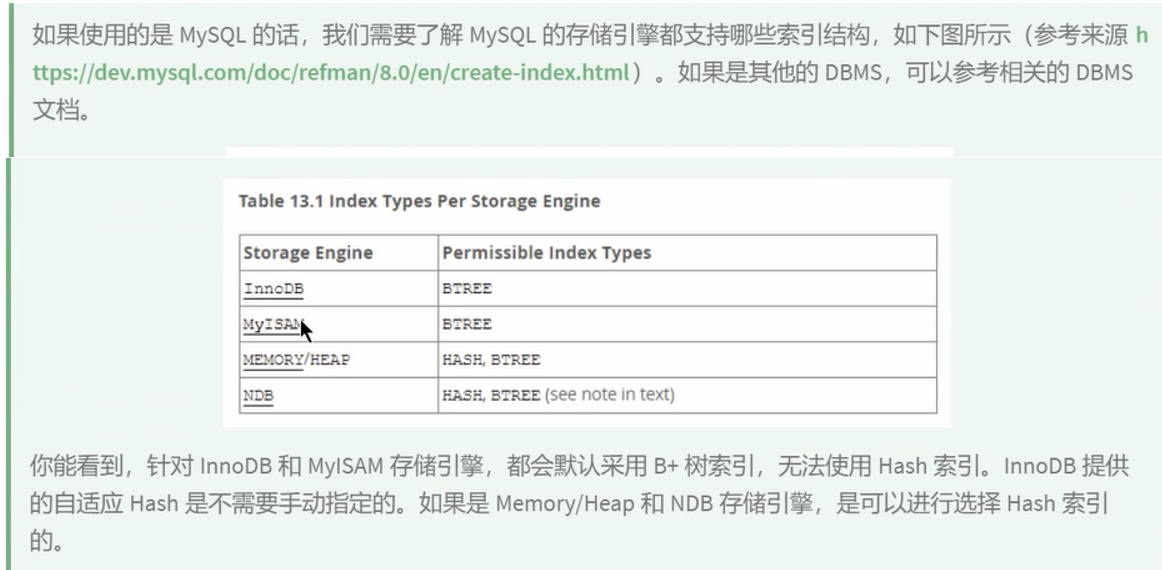 如果使用的是 MySQL 的话，我们需要了解 MySQL 的存储引擎都支持哪些索引结构，如下图所示（参考来源 h
ttps://dev.mysql.com/doc/refman/8.0/en/create-index.html）。如果是其他的 DBMS，可以参考相关的 DBMS
文档。
Table 13.1 Index Types Per Storage Engine
Storage Engine Permissible Index Types
InnoDB BTREE
MyISAM BTREE
MEMORY/HEAP HASH, BTREE
NDB HASH, BTREE (see note in text)
你能看到，针对 InnoDB 和 MyISAM 存储引擎，都会默认采用 B+ 树索引，无法使用 Hash 索引。InnoDB 提供
的自适应 Hash 是不需要手动指定的。如果是 Memory/Heap 和 NDB 存储引擎，是可以进行选择 Hash 索引
的。